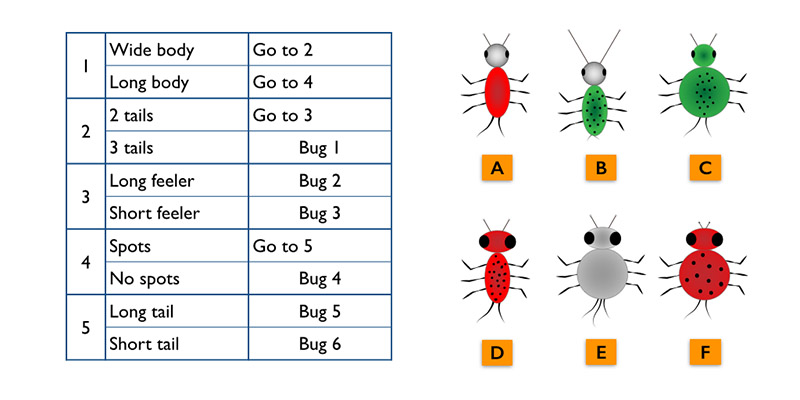 1 Wide body Go to 2
Long body Go to 4
2 2 tails Go to 3
3 tails Bug 1
3 Long feeler Bug 2
Short feeler Bug 3
4 Spots Go to 5
No spots Bug 4
5 Long tail Bug 5
Short tail Bug 6
A B C
D E F